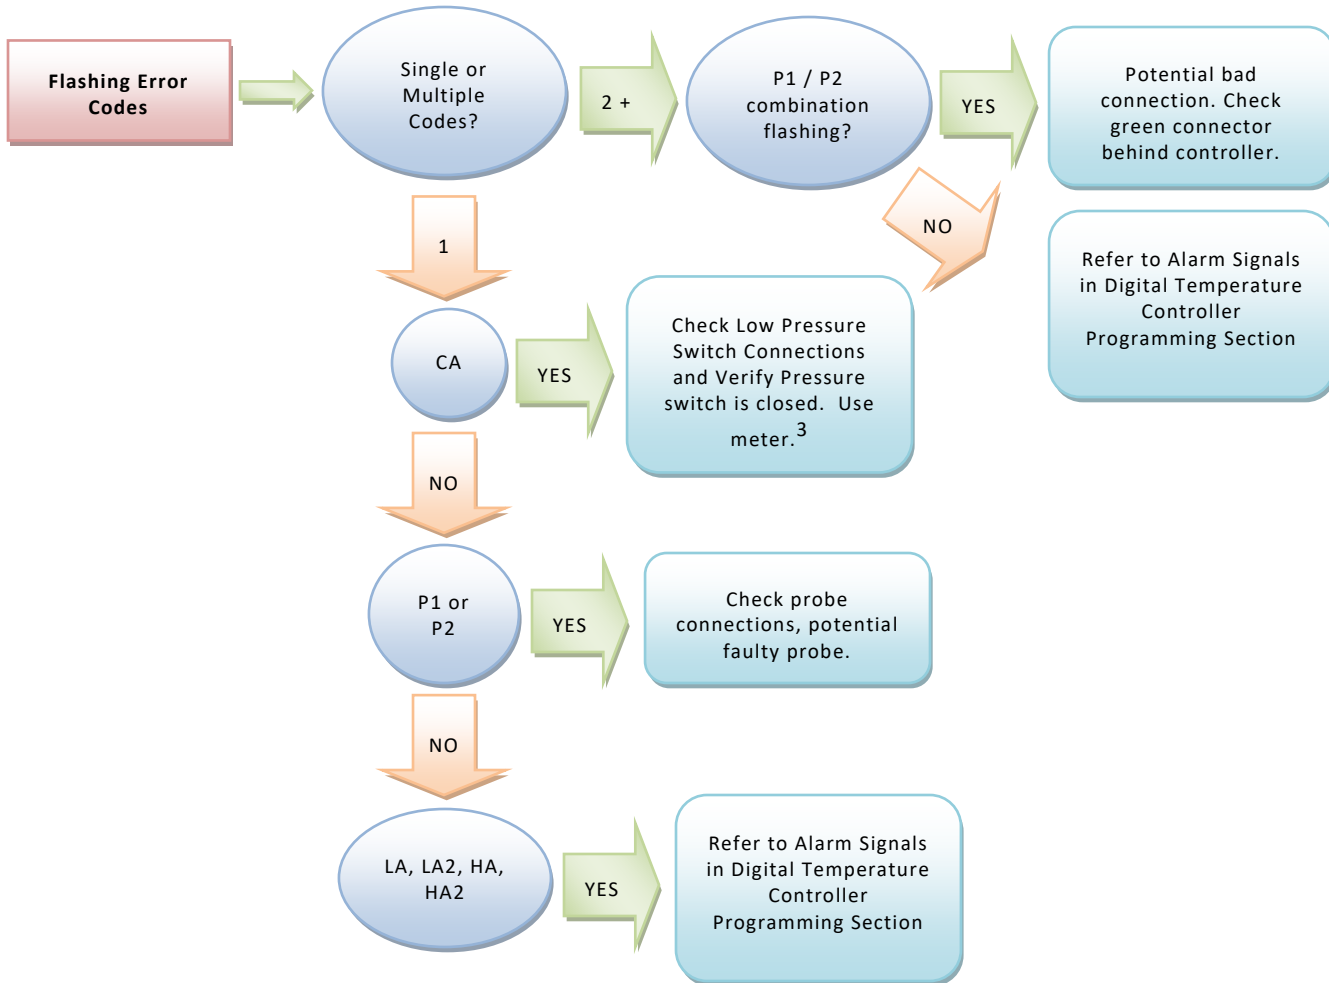 Flashing Error
Codes
Single or
Multiple
Codes?
2 +
P1 / P2
combination
flashing?
YES
Potential bad
connection. Check
green connector
behind controller.
NO
Refer to Alarm Signals
in Digital Temperature
Controller
Programming Section
1
CA
YES
Check Low Pressure
Switch Connections
and Verify Pressure
switch is closed. Use
meter.3
NO
P1 or
P2
YES
Check probe
connections, potential
faulty probe.
NO
LA, LA2, HA,
HA2
YES
Refer to Alarm Signals
in Digital Temperature
Controller
Programming Section